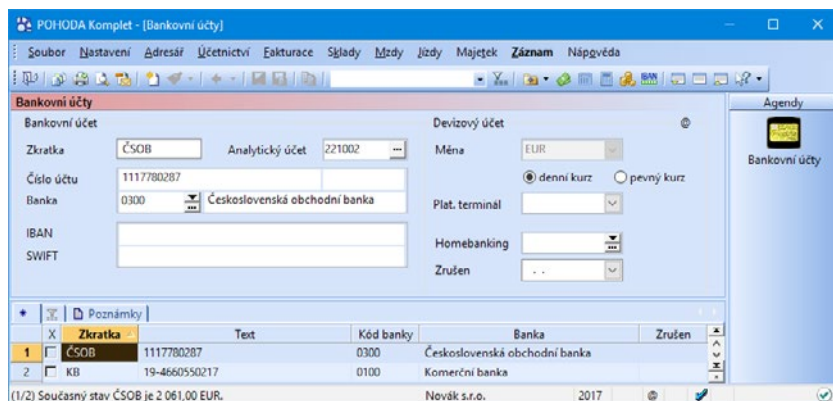 POHODA Komplet - [Bankovní účty]
Soubor Nastavení Adresář Účetnictví Fakturace Sklady Mzdy Jízdy Majetek Záznam Nápověda
Bankovní účty
Agendy
Bankovní účet
Devizový účet @
Bankovní účty
Zkratka ČSOB Analytický účet 221002 ...
Měna EUR
Číslo účtu 1117780287
denní kurz pevný kurz
Banka 0300 Československá obchodní banka
Plat. terminál
IBAN
Homebanking
SWIFT
Zrušen . .
Poznámky
X Zkratka Text Kód banky Banka Zrušen
1 ČSOB 1117780287 0300 Československá obchodní banka
2 KB 19-4660550217 0100 Komerční banka
(1/2) Současný stav ČSOB je 2 061,00 EUR. Novák s.r.o. 2017 @